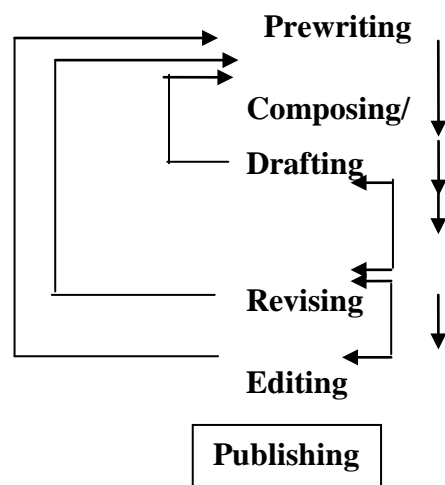 Prewriting
Composing/
Drafting
Revising
Editing
Publishing